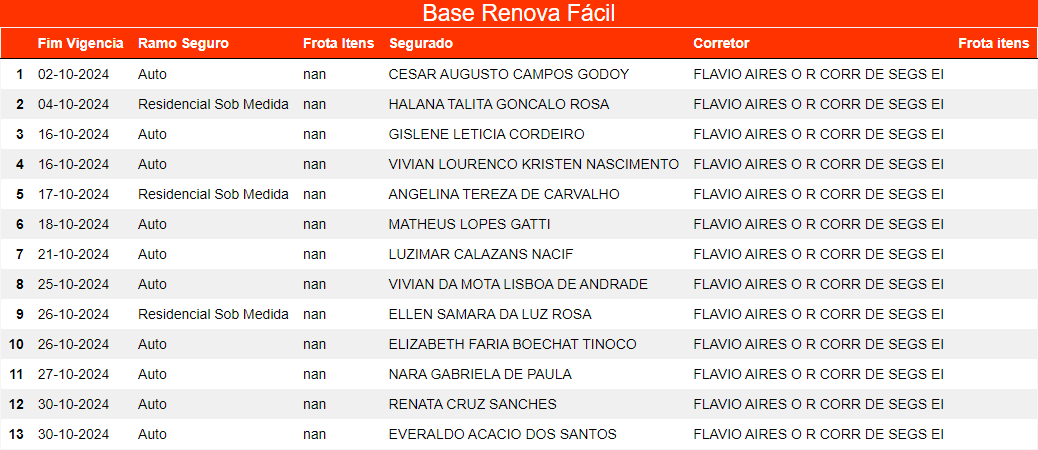 Base Renova Fácil
Fim Vigencia Ramo Seguro Frota Itens Segurado Corretor Frota itens
1 02-10-2024 Auto nan CESAR AUGUSTO CAMPOS GODOY FLAVIO AIRES O R CORR DE SEGS EI
2 04-10-2024 Residencial Sob Medida nan HALANA TALITA GONCALO ROSA FLAVIO AIRES O R CORR DE SEGS EI
3 16-10-2024 Auto nan GISLENE LETICIA CORDEIRO FLAVIO AIRES O R CORR DE SEGS EI
4 16-10-2024 Auto nan VIVIAN LOURENCO KRISTEN NASCIMENTO FLAVIO AIRES O R CORR DE SEGS EI
5 17-10-2024 Residencial Sob Medida nan ANGELINA TEREZA DE CARVALHO FLAVIO AIRES O R CORR DE SEGS EI
6 18-10-2024 Auto nan MATHEUS LOPES GATTI FLAVIO AIRES O R CORR DE SEGS EI
7 21-10-2024 Auto nan LUZIMAR CALAZANS NACIF FLAVIO AIRES O R CORR DE SEGS EI
8 25-10-2024 Auto nan VIVIAN DA MOTA LISBOA DE ANDRADE FLAVIO AIRES O R CORR DE SEGS EI
9 26-10-2024 Residencial Sob Medida nan ELLEN SAMARA DA LUZ ROSA FLAVIO AIRES O R CORR DE SEGS EI
10 26-10-2024 Auto nan ELIZABETH FARIA BOECHAT TINOCO FLAVIO AIRES O R CORR DE SEGS EI
11 27-10-2024 Auto nan NARA GABRIELA DE PAULA FLAVIO AIRES O R CORR DE SEGS EI
12 30-10-2024 Auto nan RENATA CRUZ SANCHES FLAVIO AIRES O R CORR DE SEGS EI
13 30-10-2024 Auto nan EVERALDO ACACIO DOS SANTOS FLAVIO AIRES O R CORR DE SEGS EI